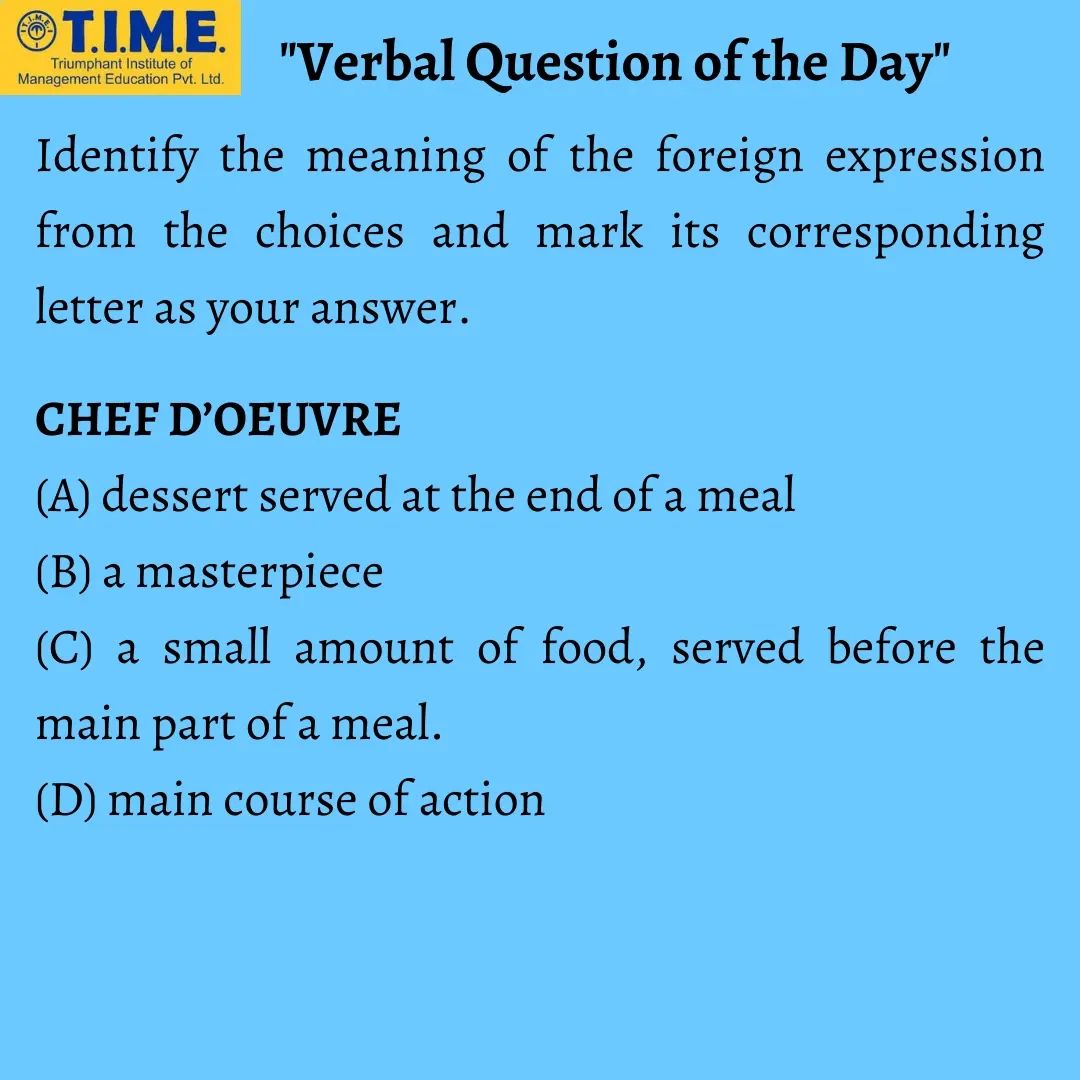 T.I.M.E.
T.I.M.E.
Triumphant Institute of
Management Education Pvt. Ltd.
"Verbal Question of the Day"
Identify the meaning of the foreign expression
from the choices and mark its corresponding
letter as your answer.
CHEF D’OEUVRE
(A) dessert served at the end of a meal
(B) a masterpiece
(C) a small amount of food, served before the
main part of a meal.
(D) main course of action